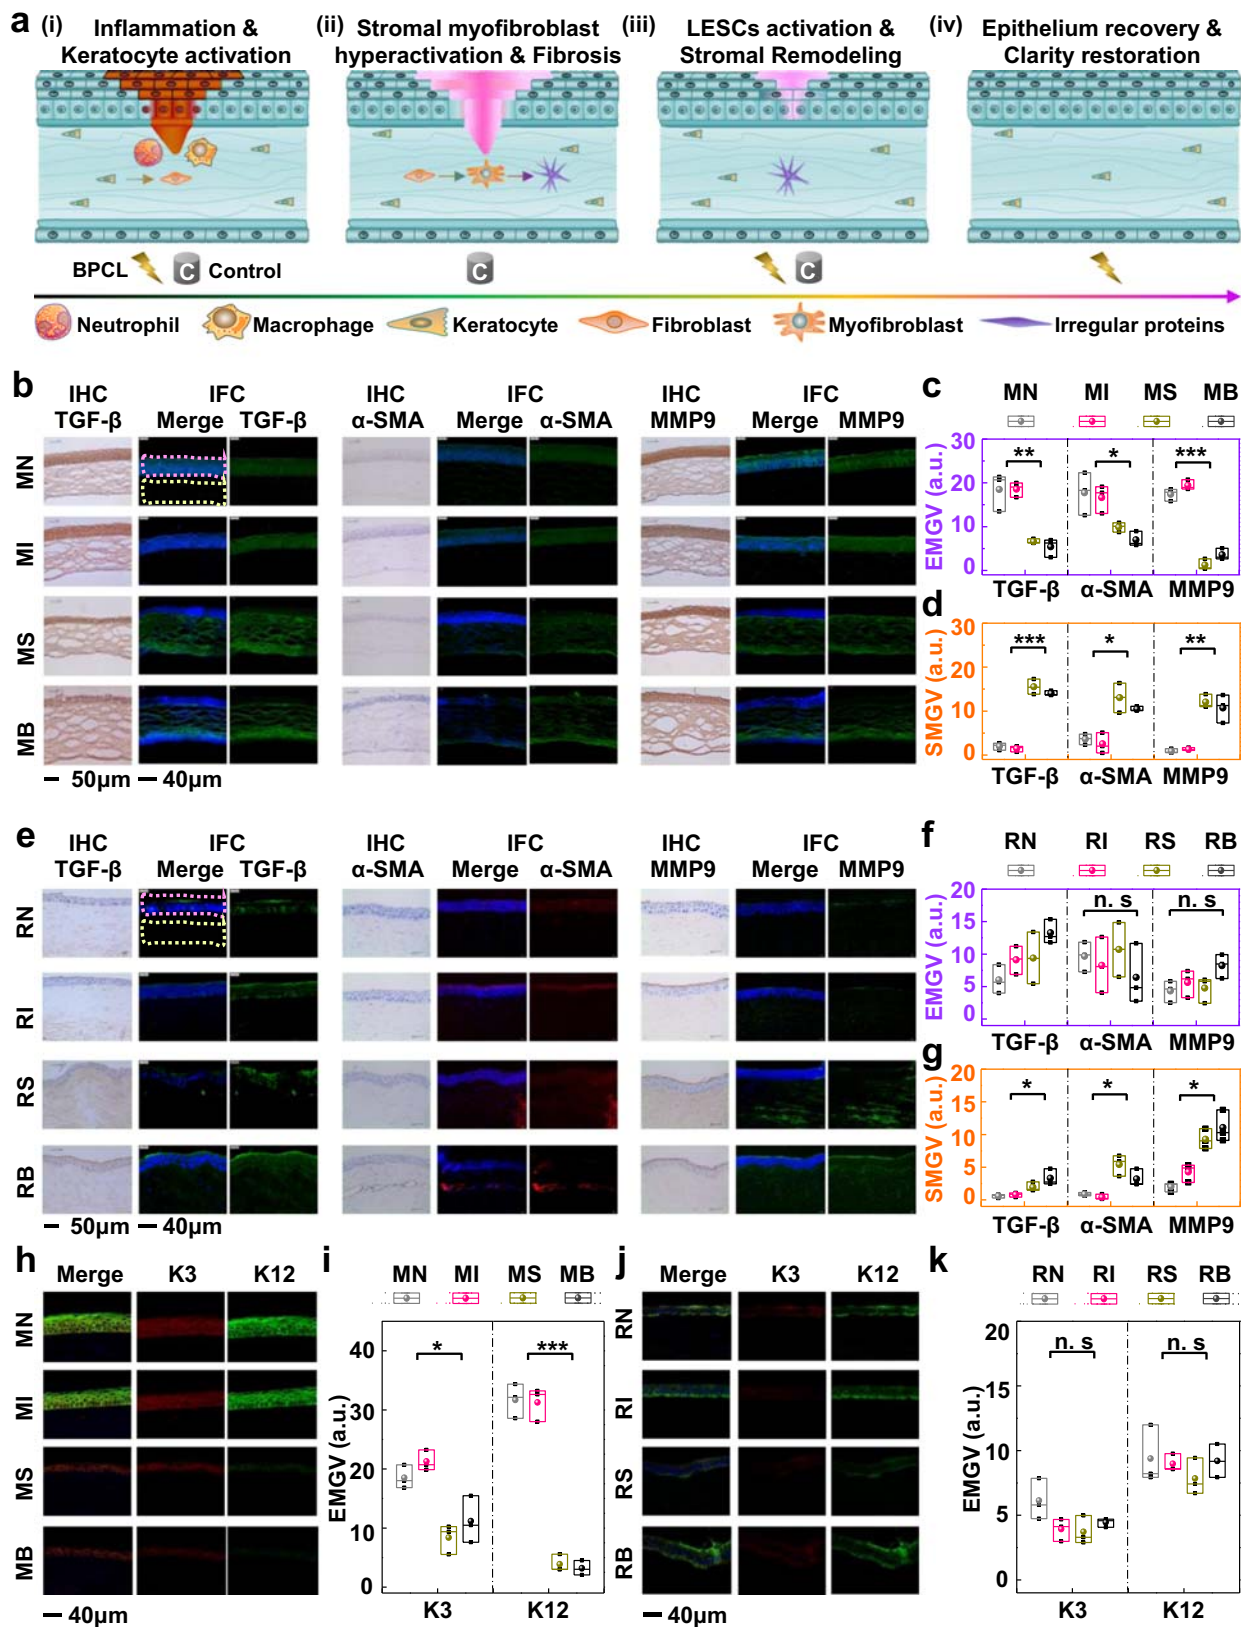 a
(i) Inflammation &
Keratocyte activation
(ii) Stromal myofibroblast
hyperactivation & Fibrosis
(iii) LESCs activation &
Stromal Remodeling
(iv) Epithelium recovery &
Clarity restoration
BPCL C Control
C
C
Neutrophil Macrophage Keratocyte Fibroblast Myofibroblast Irregular proteins
b
IHC IFC IHC IFC IHC IFC
TGF-β Merge TGF-β α-SMA Merge α-SMA MMP9 Merge MMP9
MN
MI
MS
MB
50μm 40μm
c
MN MI MS MB
EMGV (a.u.)
30
20
10
0
** * ***
TGF-β α-SMA MMP9
d
SMGV (a.u.)
30
20
10
0
*** * **
TGF-β α-SMA MMP9
e
IHC IFC IHC IFC IHC IFC
TGF-β Merge TGF-β α-SMA Merge α-SMA MMP9 Merge MMP9
RN
RI
RS
RB
50μm 40μm
f
RN RI RS RB
EMGV (a.u.)
20
15
10
5
0
n. s n. s
TGF-β α-SMA MMP9
g
SMGV (a.u.)
20
15
10
5
0
* * *
TGF-β α-SMA MMP9
h
Merge K3 K12
MN
MI
MS
MB
40μm
i
MN MI MS MB
EMGV (a.u.)
40
30
20
10
0
* ***
K3 K12
j
Merge K3 K12
RN
RI
RS
RB
40μm
k
RN RI RS RB
EMGV (a.u.)
20
15
10
5
0
n. s n. s
K3 K12